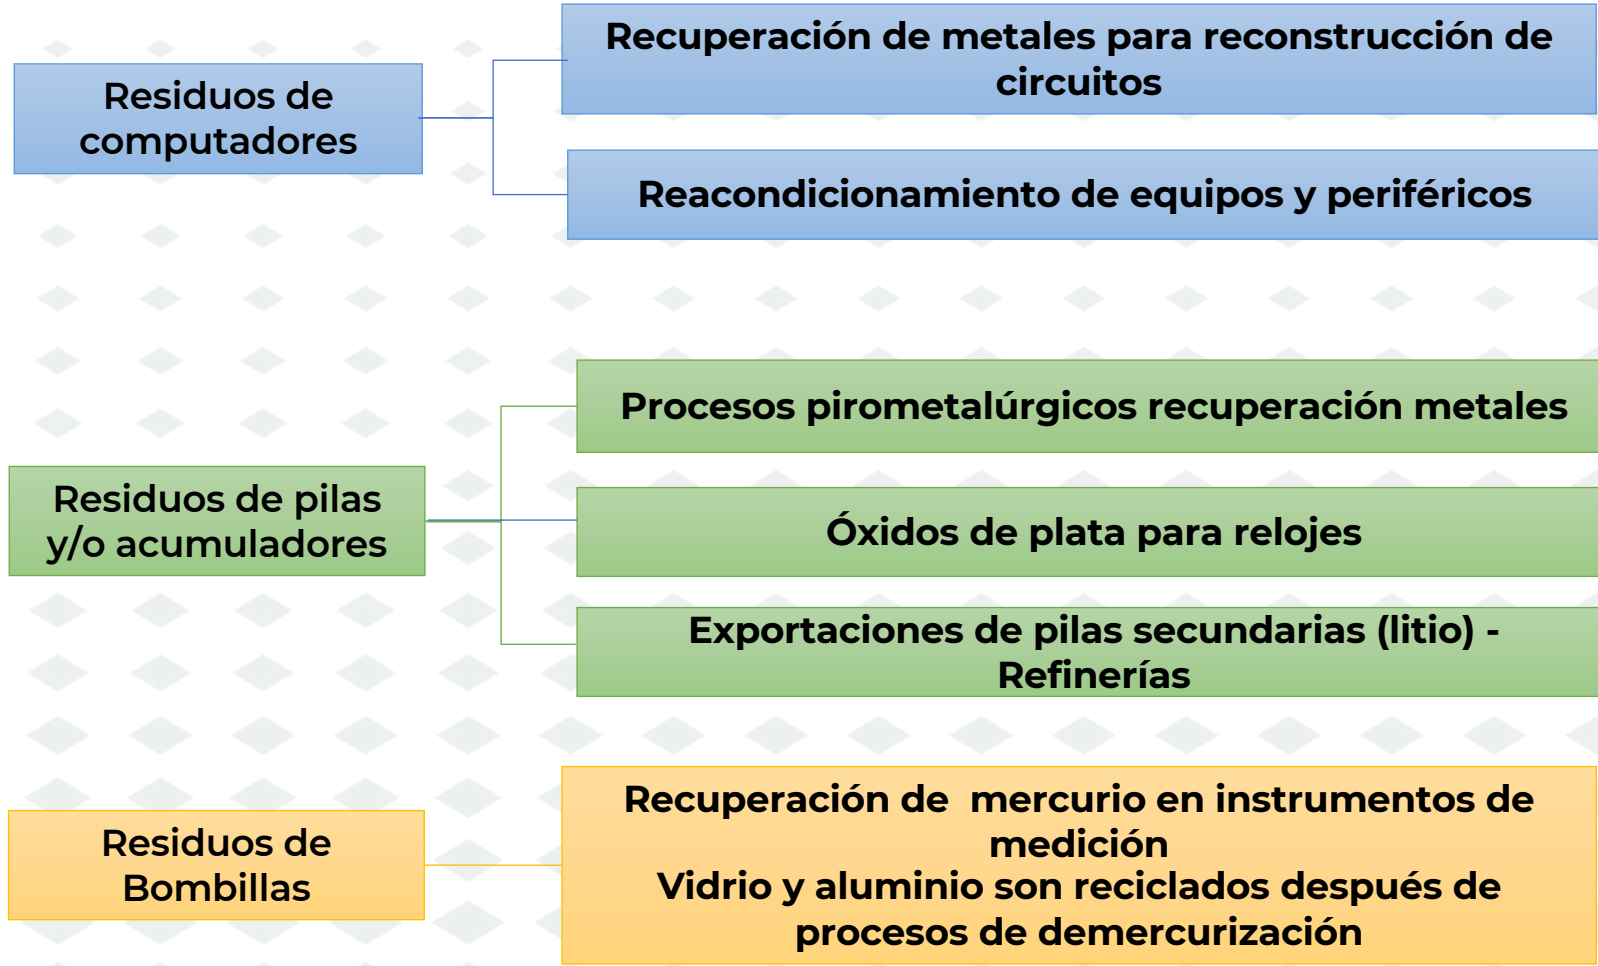 Residuos de
computadores
Recuperación de metales para reconstrucción de
circuitos
Reacondicionamiento de equipos y periféricos
Residuos de pilas
y/o acumuladores
Procesos pirometalúrgicos recuperación metales
Óxidos de plata para relojes
Exportaciones de pilas secundarias (litio) -
Refinerías
Residuos de
Bombillas
Recuperación de  mercurio en instrumentos de
medición
Vidrio y aluminio son reciclados después de
procesos de demercurización